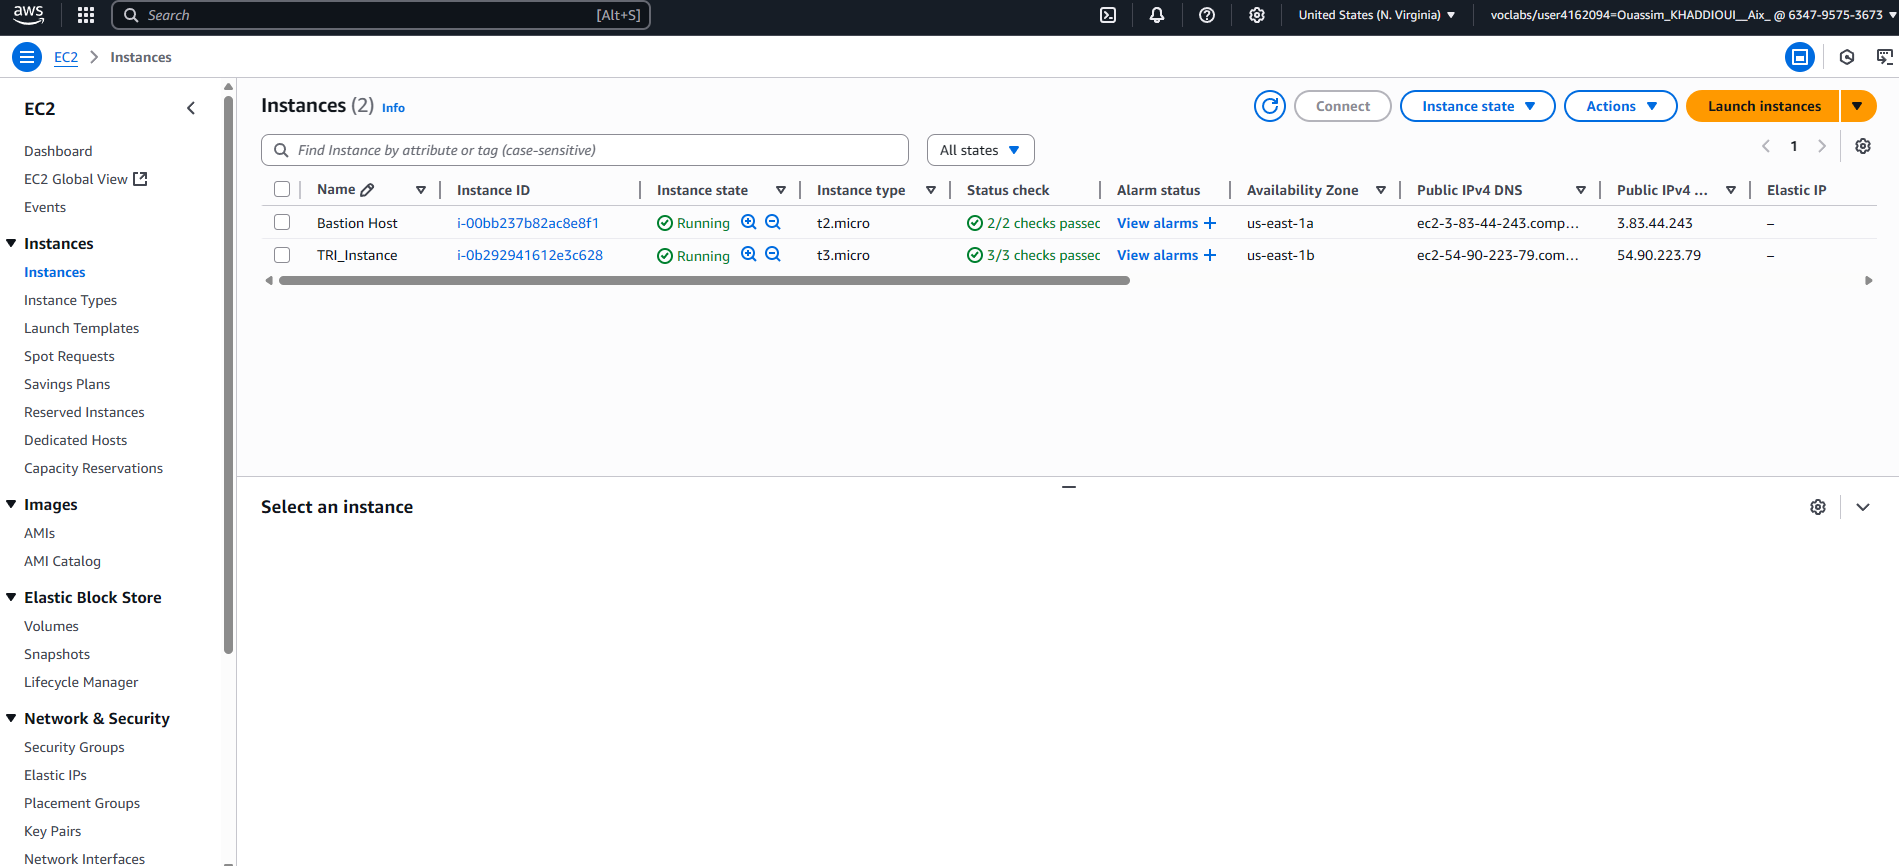 aws
Search [Alt+S]
United States (N. Virginia)
voclabs/user4162094=Ouassim_KHADDIOUI__Aix_ @ 6347-9575-3673
EC2 Instances
EC2
Dashboard
EC2 Global View
Events
Instances
Instances
Instance Types
Launch Templates
Spot Requests
Savings Plans
Reserved Instances
Dedicated Hosts
Capacity Reservations
Images
AMIs
AMI Catalog
Elastic Block Store
Volumes
Snapshots
Lifecycle Manager
Network & Security
Security Groups
Elastic IPs
Placement Groups
Key Pairs
Network Interfaces
Instances (2) Info
Connect Instance state Actions Launch instances
Find Instance by attribute or tag (case-sensitive) All states 1
Name Instance ID Instance state Instance type Status check Alarm status Availability Zone Public IPv4 DNS Public IPv4 ... Elastic IP
Bastion Host i-00bb237b82ac8e8f1 Running t2.micro 2/2 checks passec View alarms + us-east-1a ec2-3-83-44-243.comp... 3.83.44.243 –
TRI_Instance i-0b292941612e3c628 Running t3.micro 3/3 checks passec View alarms + us-east-1b ec2-54-90-223-79.com... 54.90.223.79 –
Select an instance